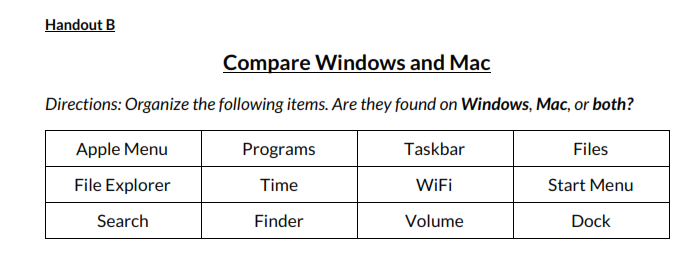 Handout B
Compare Windows and Mac
Directions: Organize the following items. Are they found on Windows, Mac, or both?
Apple Menu Programs Taskbar Files
File Explorer Time WiFi Start Menu
Search Finder Volume Dock